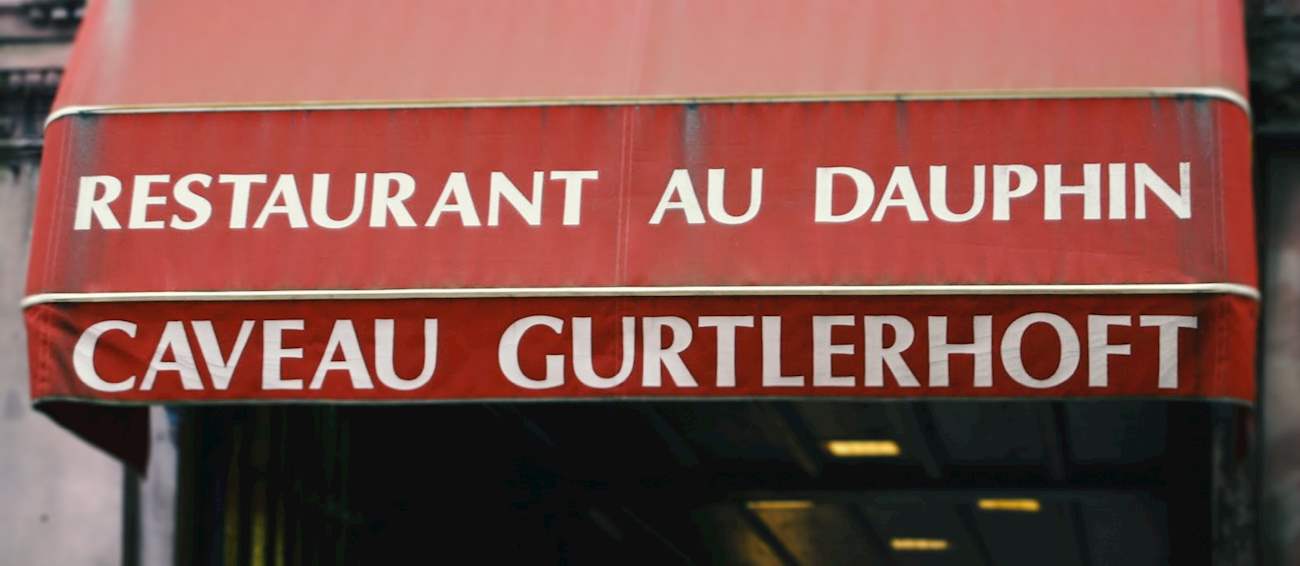 RESTAURANT AU DAUPHIN
CAVEAU GURTLERHOFT